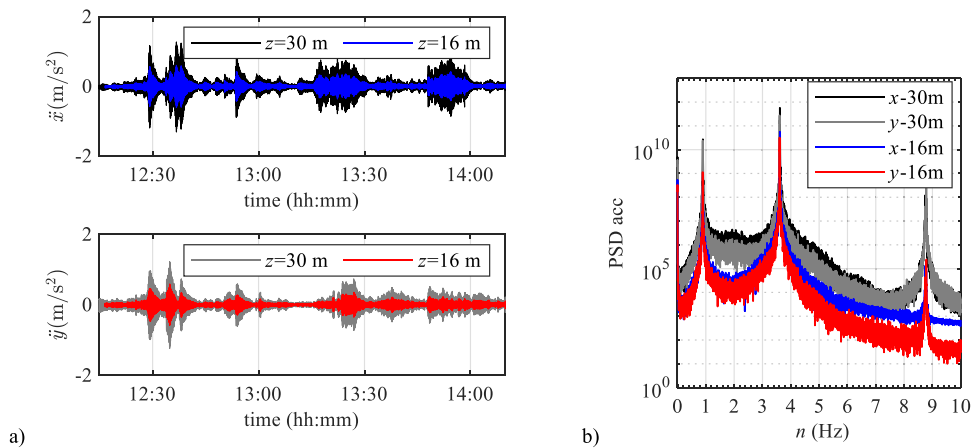 2
z=30 m z=16 m
ẍ(m/s²)
0
-2
12:30 13:00 13:30 14:00
time (hh:mm)
2
z=30 m z=16 m
ÿ(m/s²)
0
-2
12:30 13:00 13:30 14:00
time (hh:mm)
a)
x-30m
y-30m
x-16m
y-16m
10¹⁰
PSD acc
10⁵
10⁰
0 1 2 3 4 5 6 7 8 9 10
n (Hz)
b)